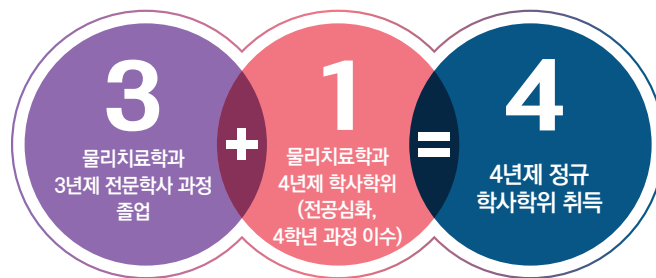 3
물리치료학과
3년제 전문학사 과정
졸업
+
1
물리치료학과
4년제 학사학위
(전공심화,
4학년 과정 이수)
=
4
4년제 정규
학사학위 취득